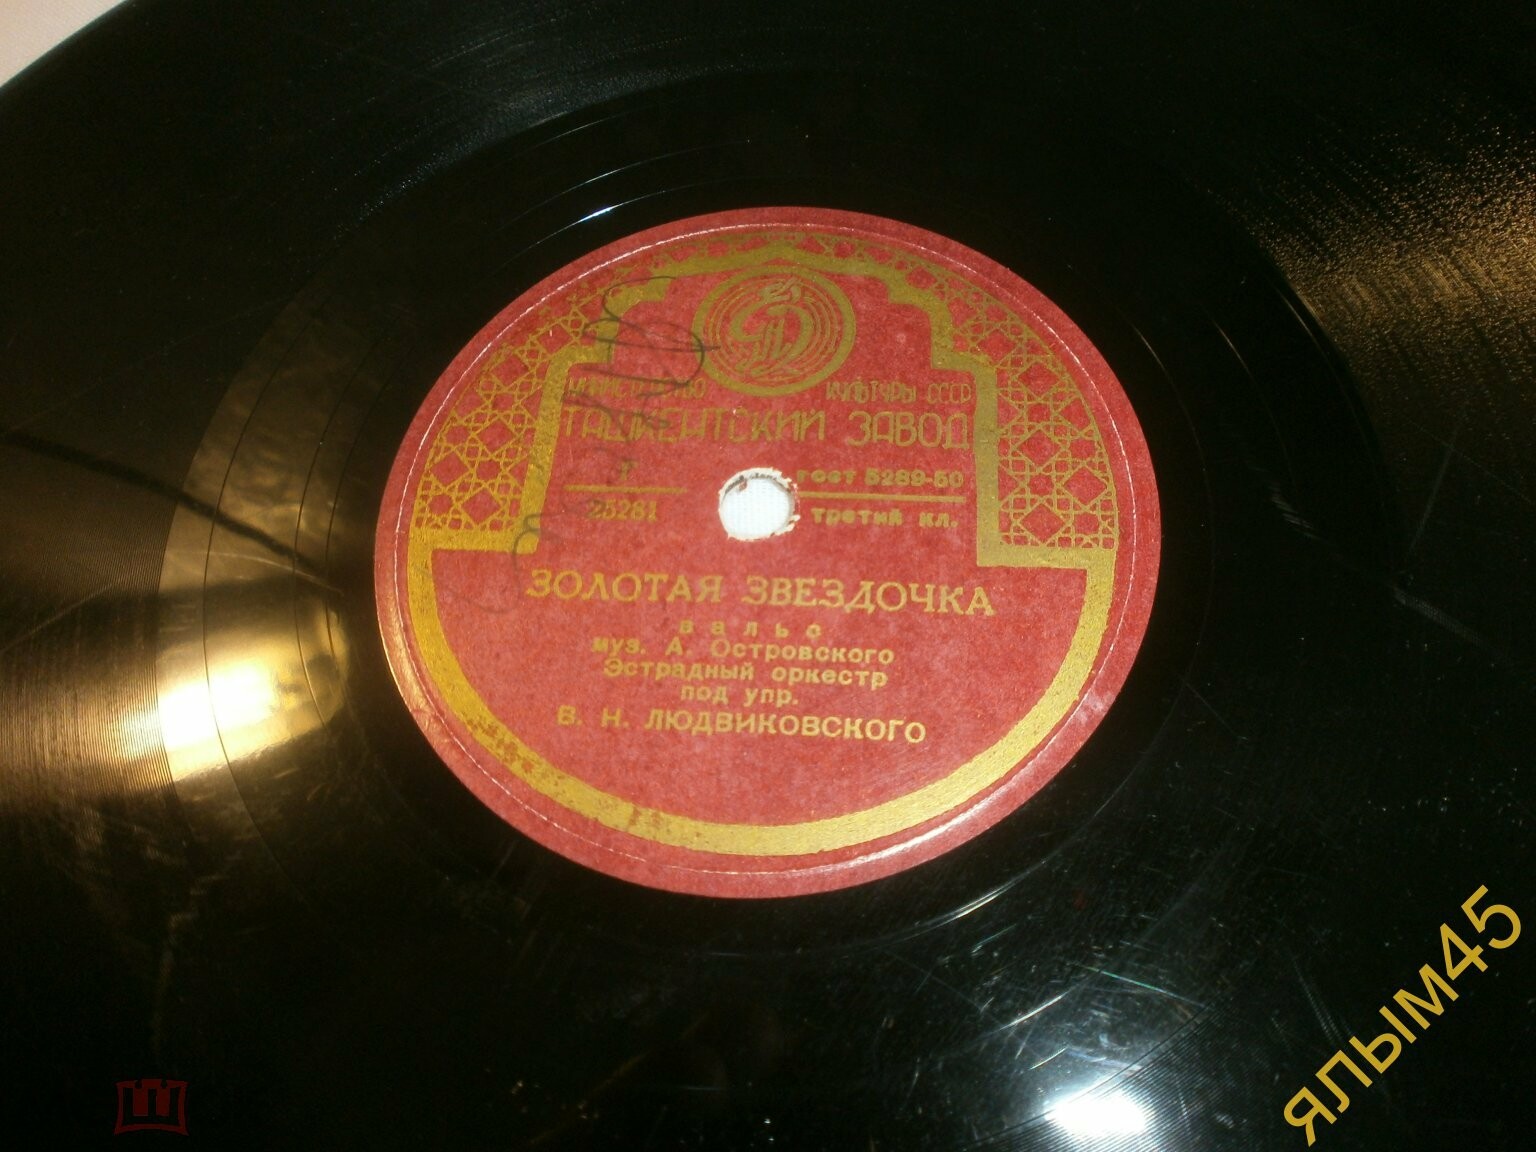 МИНИСТЕРСТВО КУЛЬТУРЫ СССР
ТАШКЕНТСКИЙ ЗАВОД
гост 5289-50
25281
третий кл.
ЗОЛОТАЯ ЗВЕЗДОЧКА
вальс
муз. А. Островского
Эстрадный оркестр
под упр.
В. Н. ЛЮДВИКОВСКОГО
ялым45